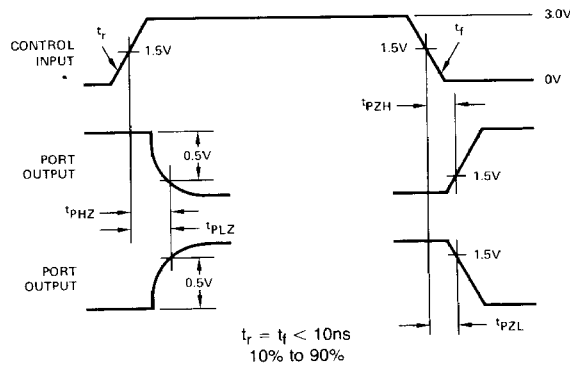 3.0V
t_r
t_f
CONTROL
INPUT
1.5V
1.5V
0V
t_PZH
PORT
OUTPUT
0.5V
1.5V
t_PHZ
t_PLZ
1.5V
PORT
OUTPUT
0.5V
t_PZL
t_r = t_f < 10ns
10% to 90%